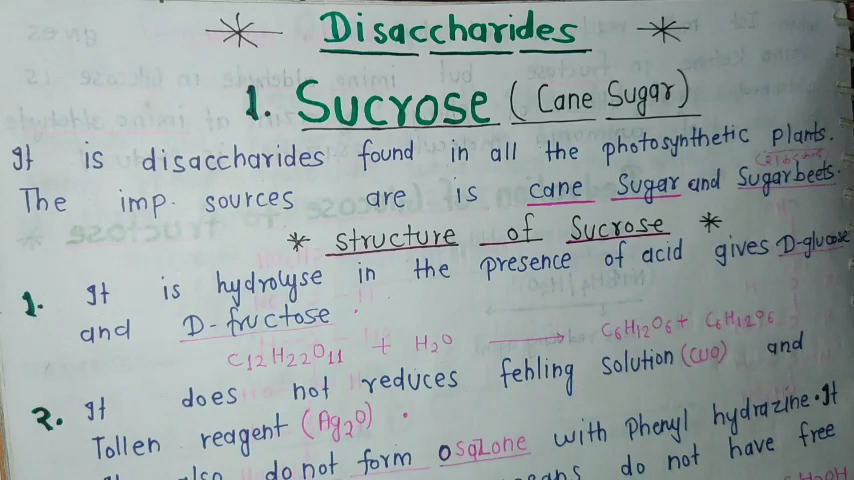 Disaccharides
1. Sucrose (Cane Sugar)
It is disaccharides found in all the photosynthetic plants.
The imp. sources are is cane Sugar and Sugarbeets.
* structure of Sucrose *
1. It is hydrolyse in the presence of acid gives D-glucose
and D-fructose.
C12H22O11 + H2O → C6H12O6 + C6H12O6
2. It does not reduces fehling solution (CuO) and
Tollen reagent (Ag2O).
also do not form osazone with Phenyl hydrazine. It
do not have free